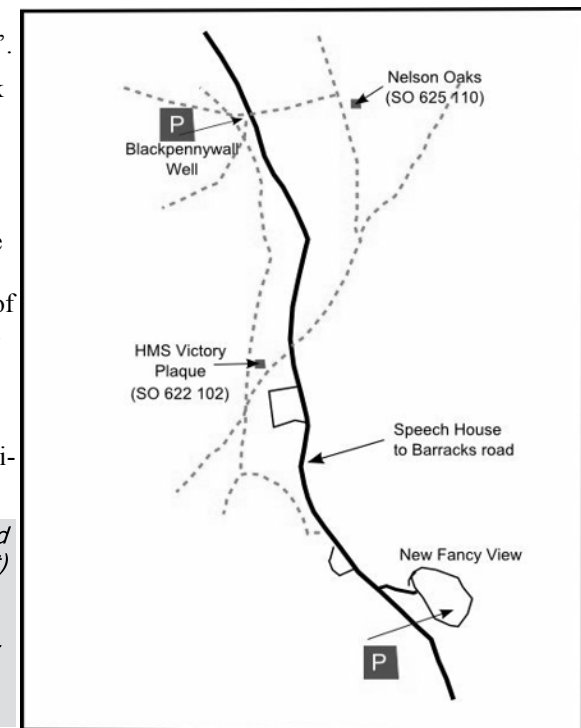 ’.
k
e
of
i-
d
t)
Nelson Oaks
(SO 625 110)
P
Blackpennywall
Well
HMS Victory
Plaque
(SO 622 102)
Speech House
to Barracks road
New Fancy View
P